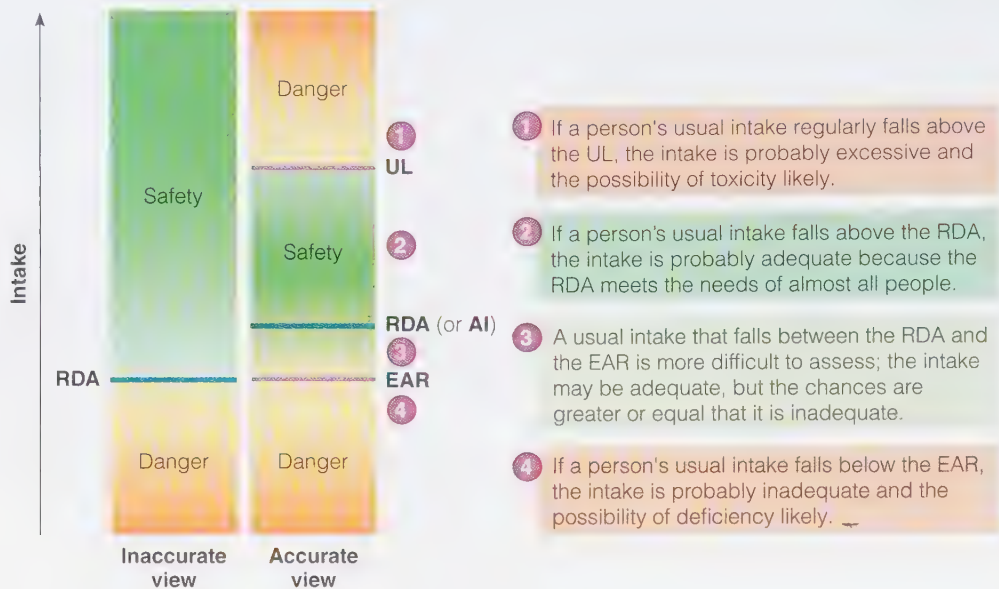 Danger
1
UL
Safety
Safety
2
Intake
RDA (or AI)
3
RDA
EAR
4
Danger
Danger
Inaccurate
view
Accurate
view
1 If a person's usual intake regularly falls above
the UL, the intake is probably excessive and
the possibility of toxicity likely.
2 If a person's usual intake falls above the RDA,
the intake is probably adequate because the
RDA meets the needs of almost all people.
3 A usual intake that falls between the RDA and
the EAR is more difficult to assess; the intake
may be adequate, but the chances are
greater or equal that it is inadequate.
4 If a person's usual intake falls below the EAR,
the intake is probably inadequate and the
possibility of deficiency likely.